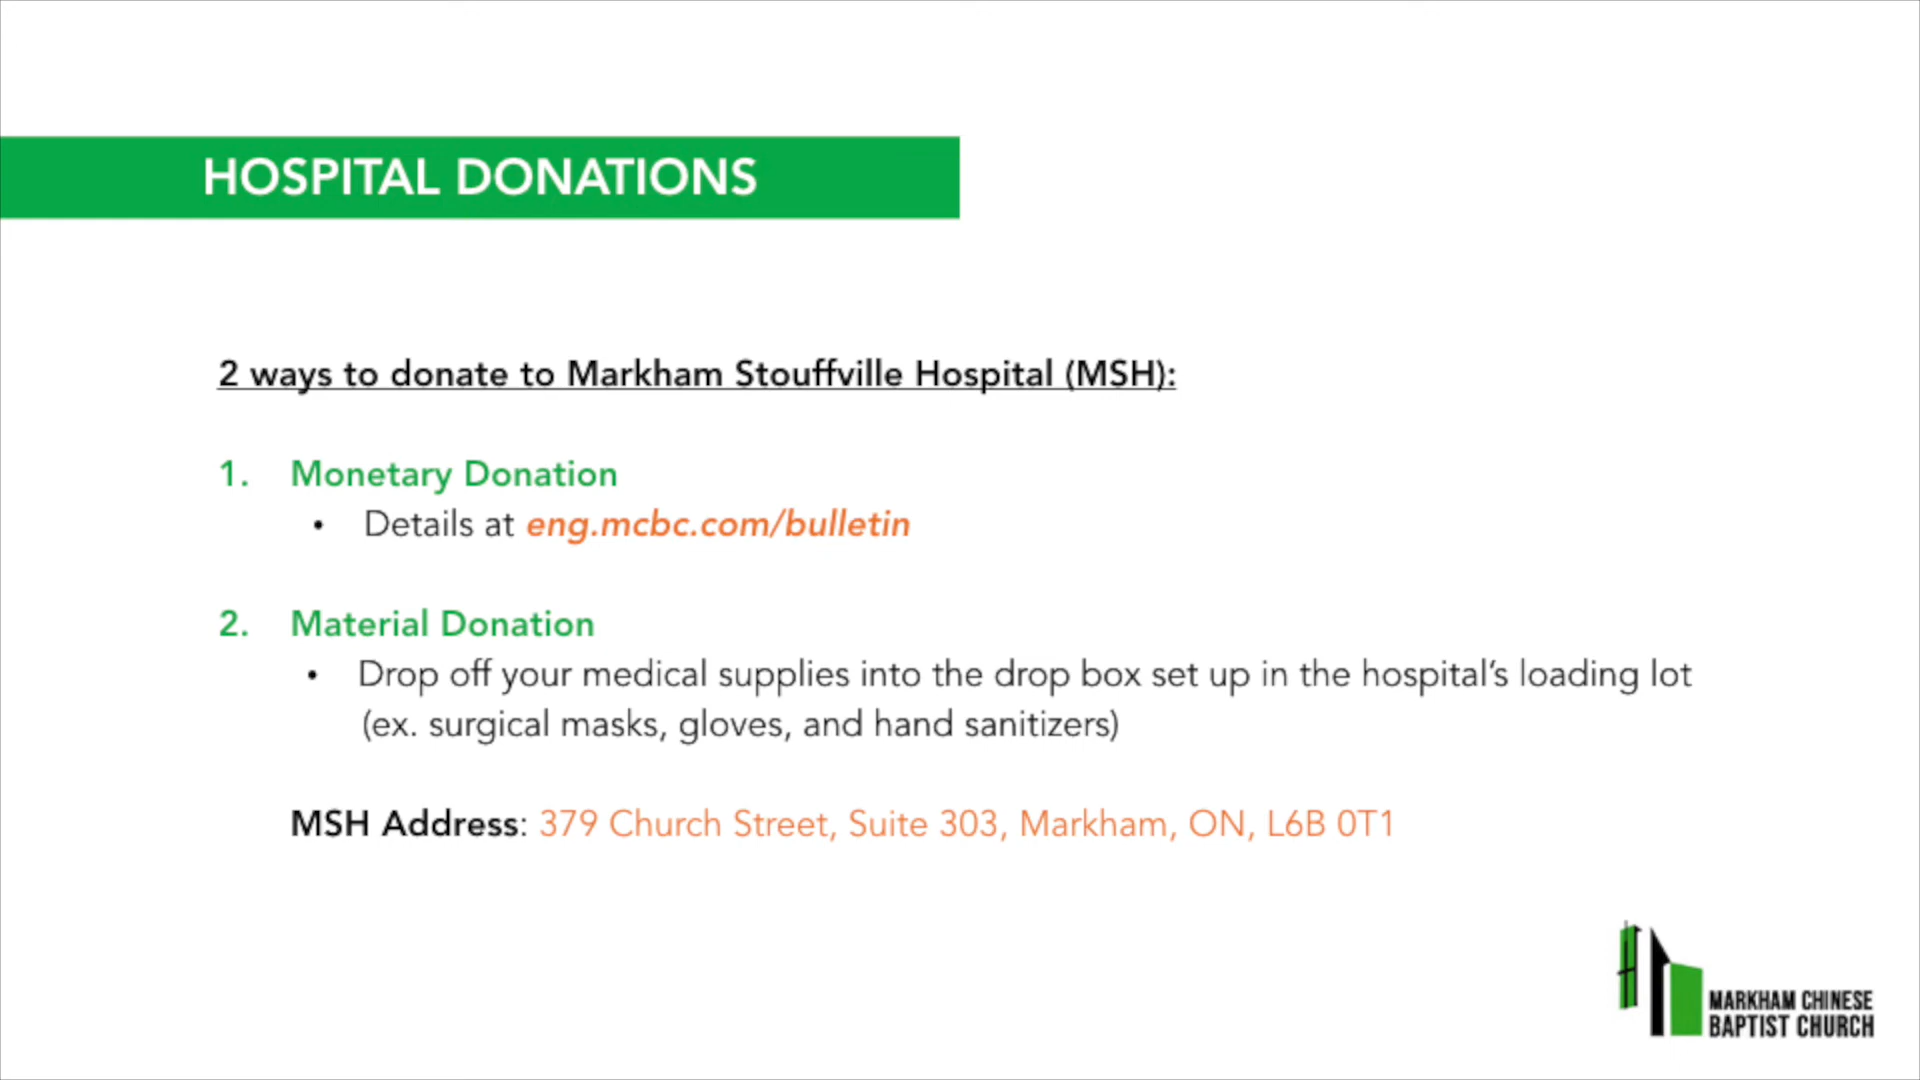 HOSPITAL DONATIONS
2 ways to donate to Markham Stouffville Hospital (MSH):
1. Monetary Donation
• Details at eng.mcbc.com/bulletin
2. Material Donation
• Drop off your medical supplies into the drop box set up in the hospital's loading lot
(ex. surgical masks, gloves, and hand sanitizers)
MSH Address: 379 Church Street, Suite 303, Markham, ON, L6B 0T1
MARKHAM CHINESE
BAPTIST CHURCH